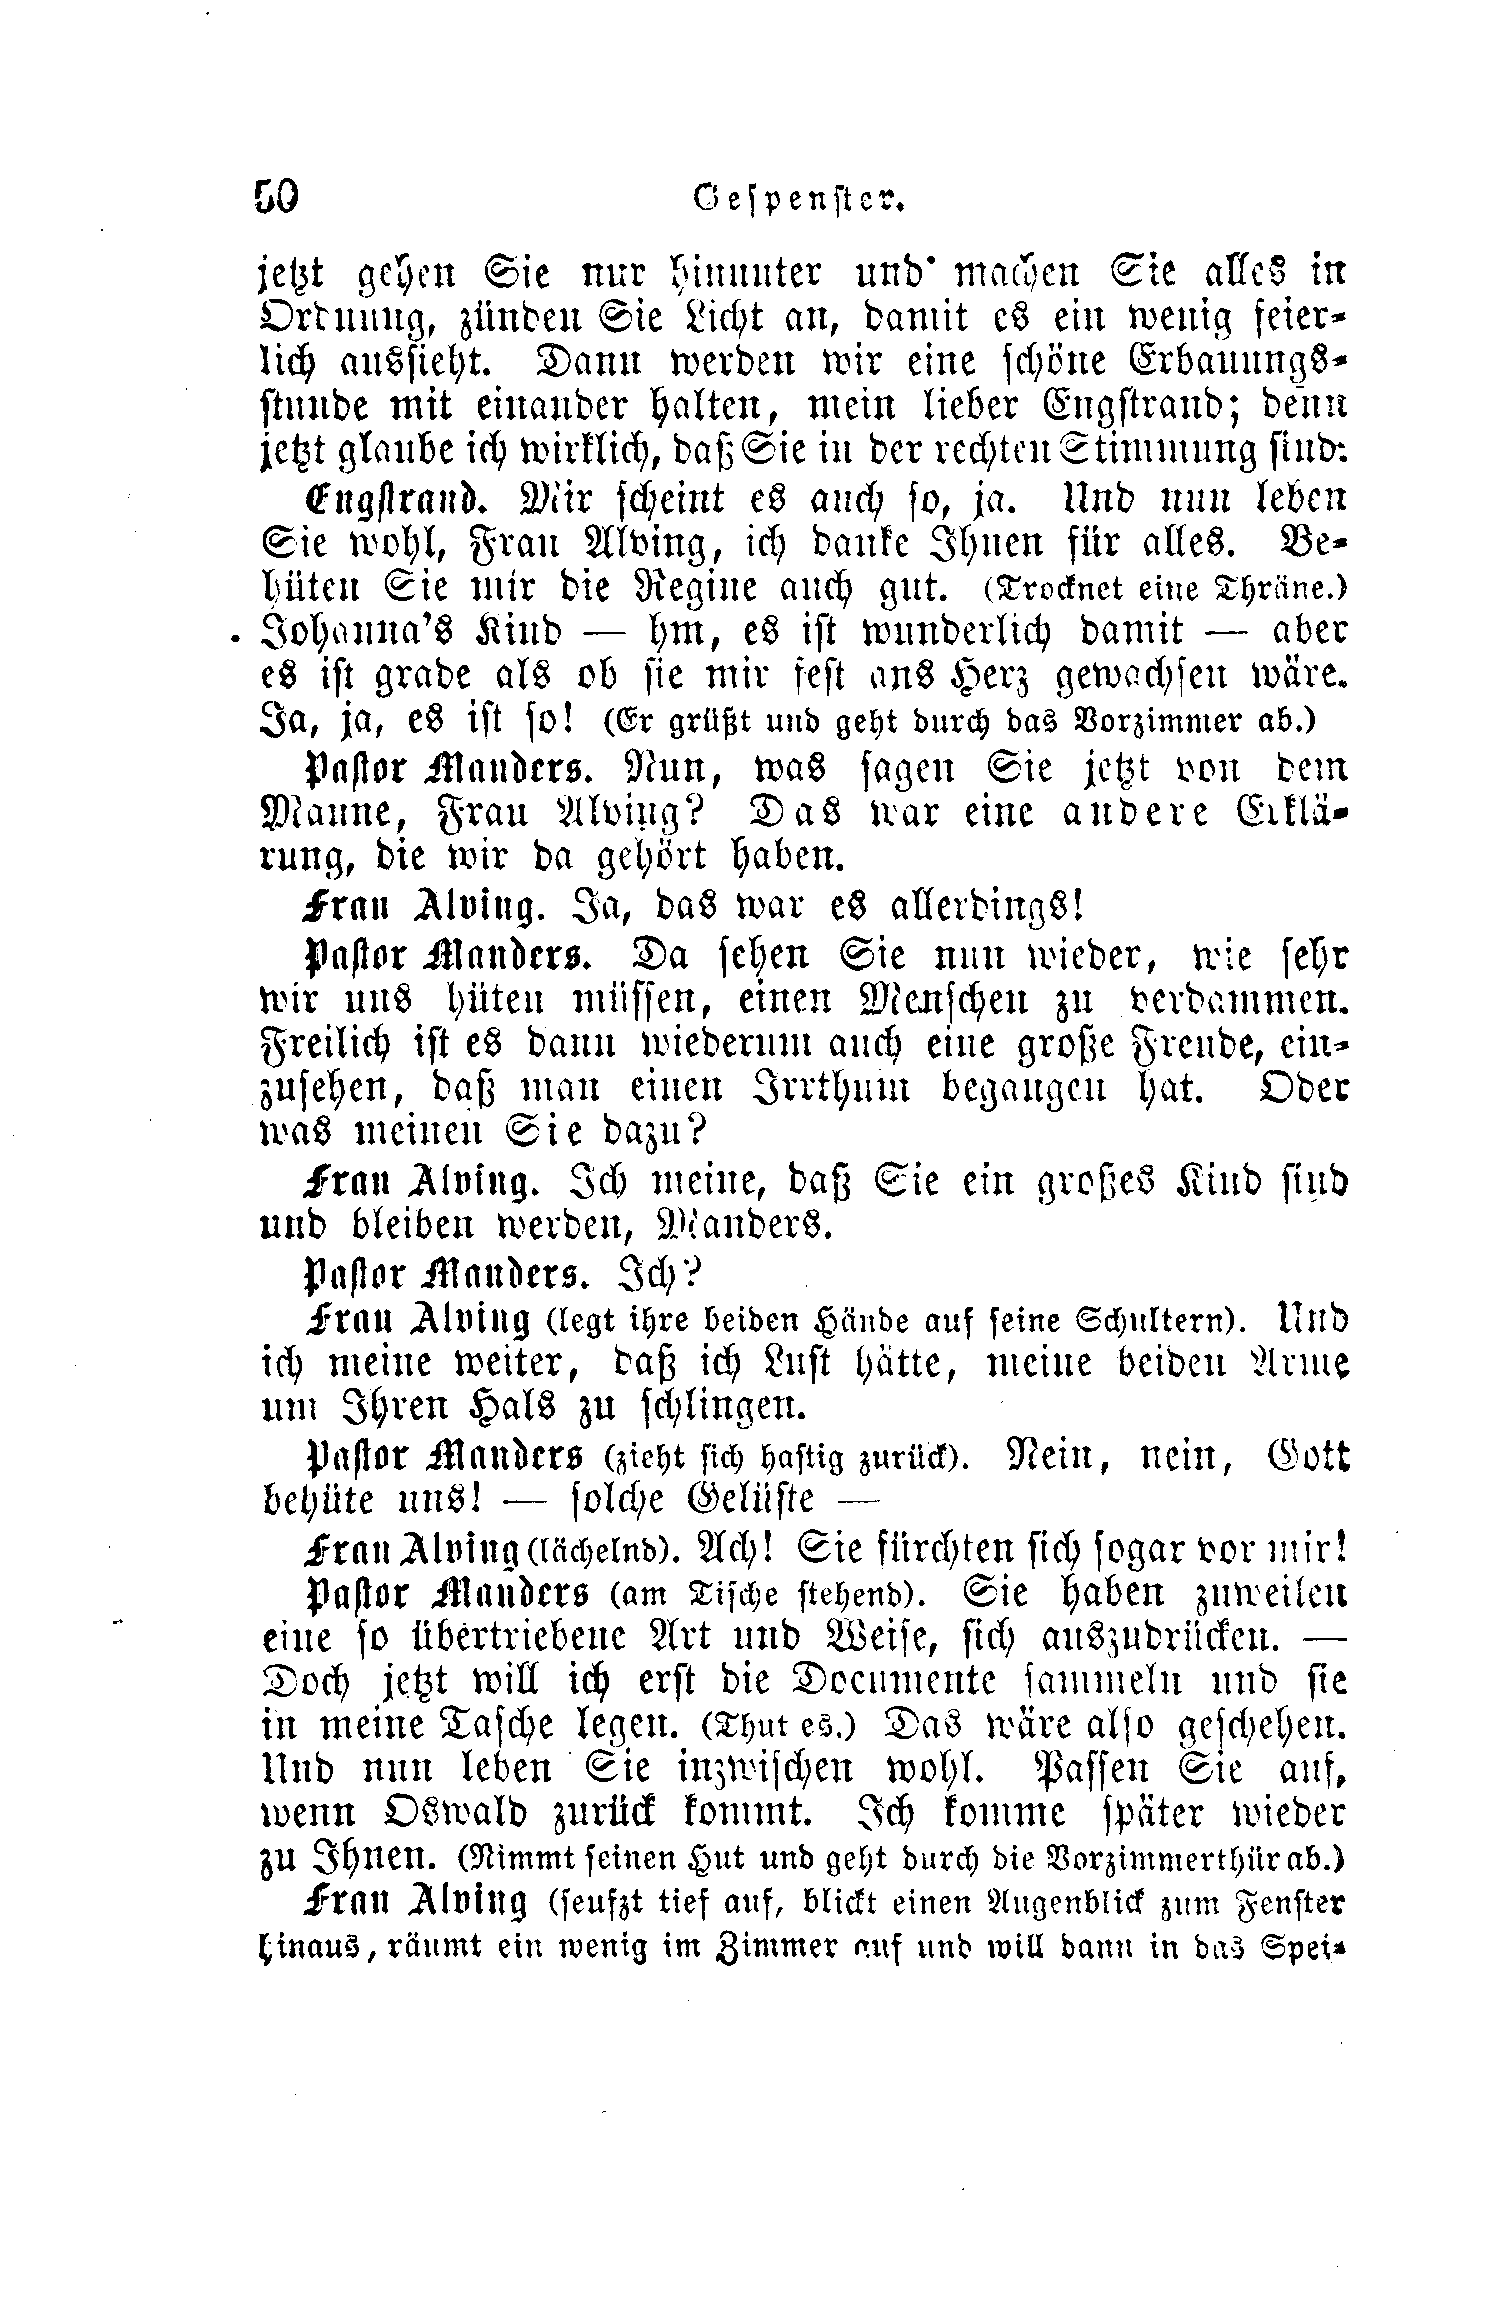 50 Gespenster.
jetzt gehen Sie nur hinunter und machen Sie alles in
Ordnung, zünden Sie Licht an, damit es ein wenig feier-
lich aussieht. Dann werden wir eine schöne Erbauungs-
stunde mit einander halten, mein lieber Engstrand; denn
jetzt glaube ich wirklich, daß Sie in der rechten Stimmung sind.
Engstrand. Mir scheint es auch so, ja. Und nun leben
Sie wohl, Frau Alving, ich danke Ihnen für alles. Be-
hüten Sie mir die Regine auch gut. (Trocknet eine Thräne.)
Johanna's Kind — hm, es ist wunderlich damit — aber
es ist grade als ob sie mir fest ans Herz gewachsen wäre.
Ja, ja, es ist so! (Er grüßt und geht durch das Vorzimmer ab.)
Pastor Manders. Nun, was sagen Sie jetzt von dem
Manne, Frau Alving? Das war eine andere Erklä-
rung, die wir da gehört haben.
Frau Alving. Ja, das war es allerdings!
Pastor Manders. Da sehen Sie nun wieder, wie sehr
wir uns hüten müssen, einen Menschen zu verdammen.
Freilich ist es dann wiederum auch eine große Freude, ein-
zusehen, daß man einen Irrthum begangen hat. Oder
was meinen Sie dazu?
Frau Alving. Ich meine, daß Sie ein großes Kind sind
und bleiben werden, Manders.
Pastor Manders. Ich?
Frau Alving (legt ihre beiden Hände auf seine Schultern). Und
ich meine weiter, daß ich Lust hätte, meine beiden Arme
um Ihren Hals zu schlingen.
Pastor Manders (zieht sich hastig zurück). Nein, nein, Gott
behüte uns! — solche Gelüste —
Frau Alving (lächelnd). Ach! Sie fürchten sich sogar vor mir!
Pastor Manders (am Tische stehend). Sie haben zuweilen
eine so übertriebene Art und Weise, sich auszudrücken. —
Doch jetzt will ich erst die Documente sammeln und sie
in meine Tasche legen. (Thut es.) Das wäre also geschehen.
Und nun leben Sie inzwischen wohl. Passen Sie auf,
wenn Oswald zurück kommt. Ich komme später wieder
zu Ihnen. (Nimmt seinen Hut und geht durch die Vorzimmerthür ab.)
Frau Alving (seufzt tief auf, blickt einen Augenblick zum Fenster
hinaus, räumt ein wenig im Zimmer auf und will dann in das Spei-